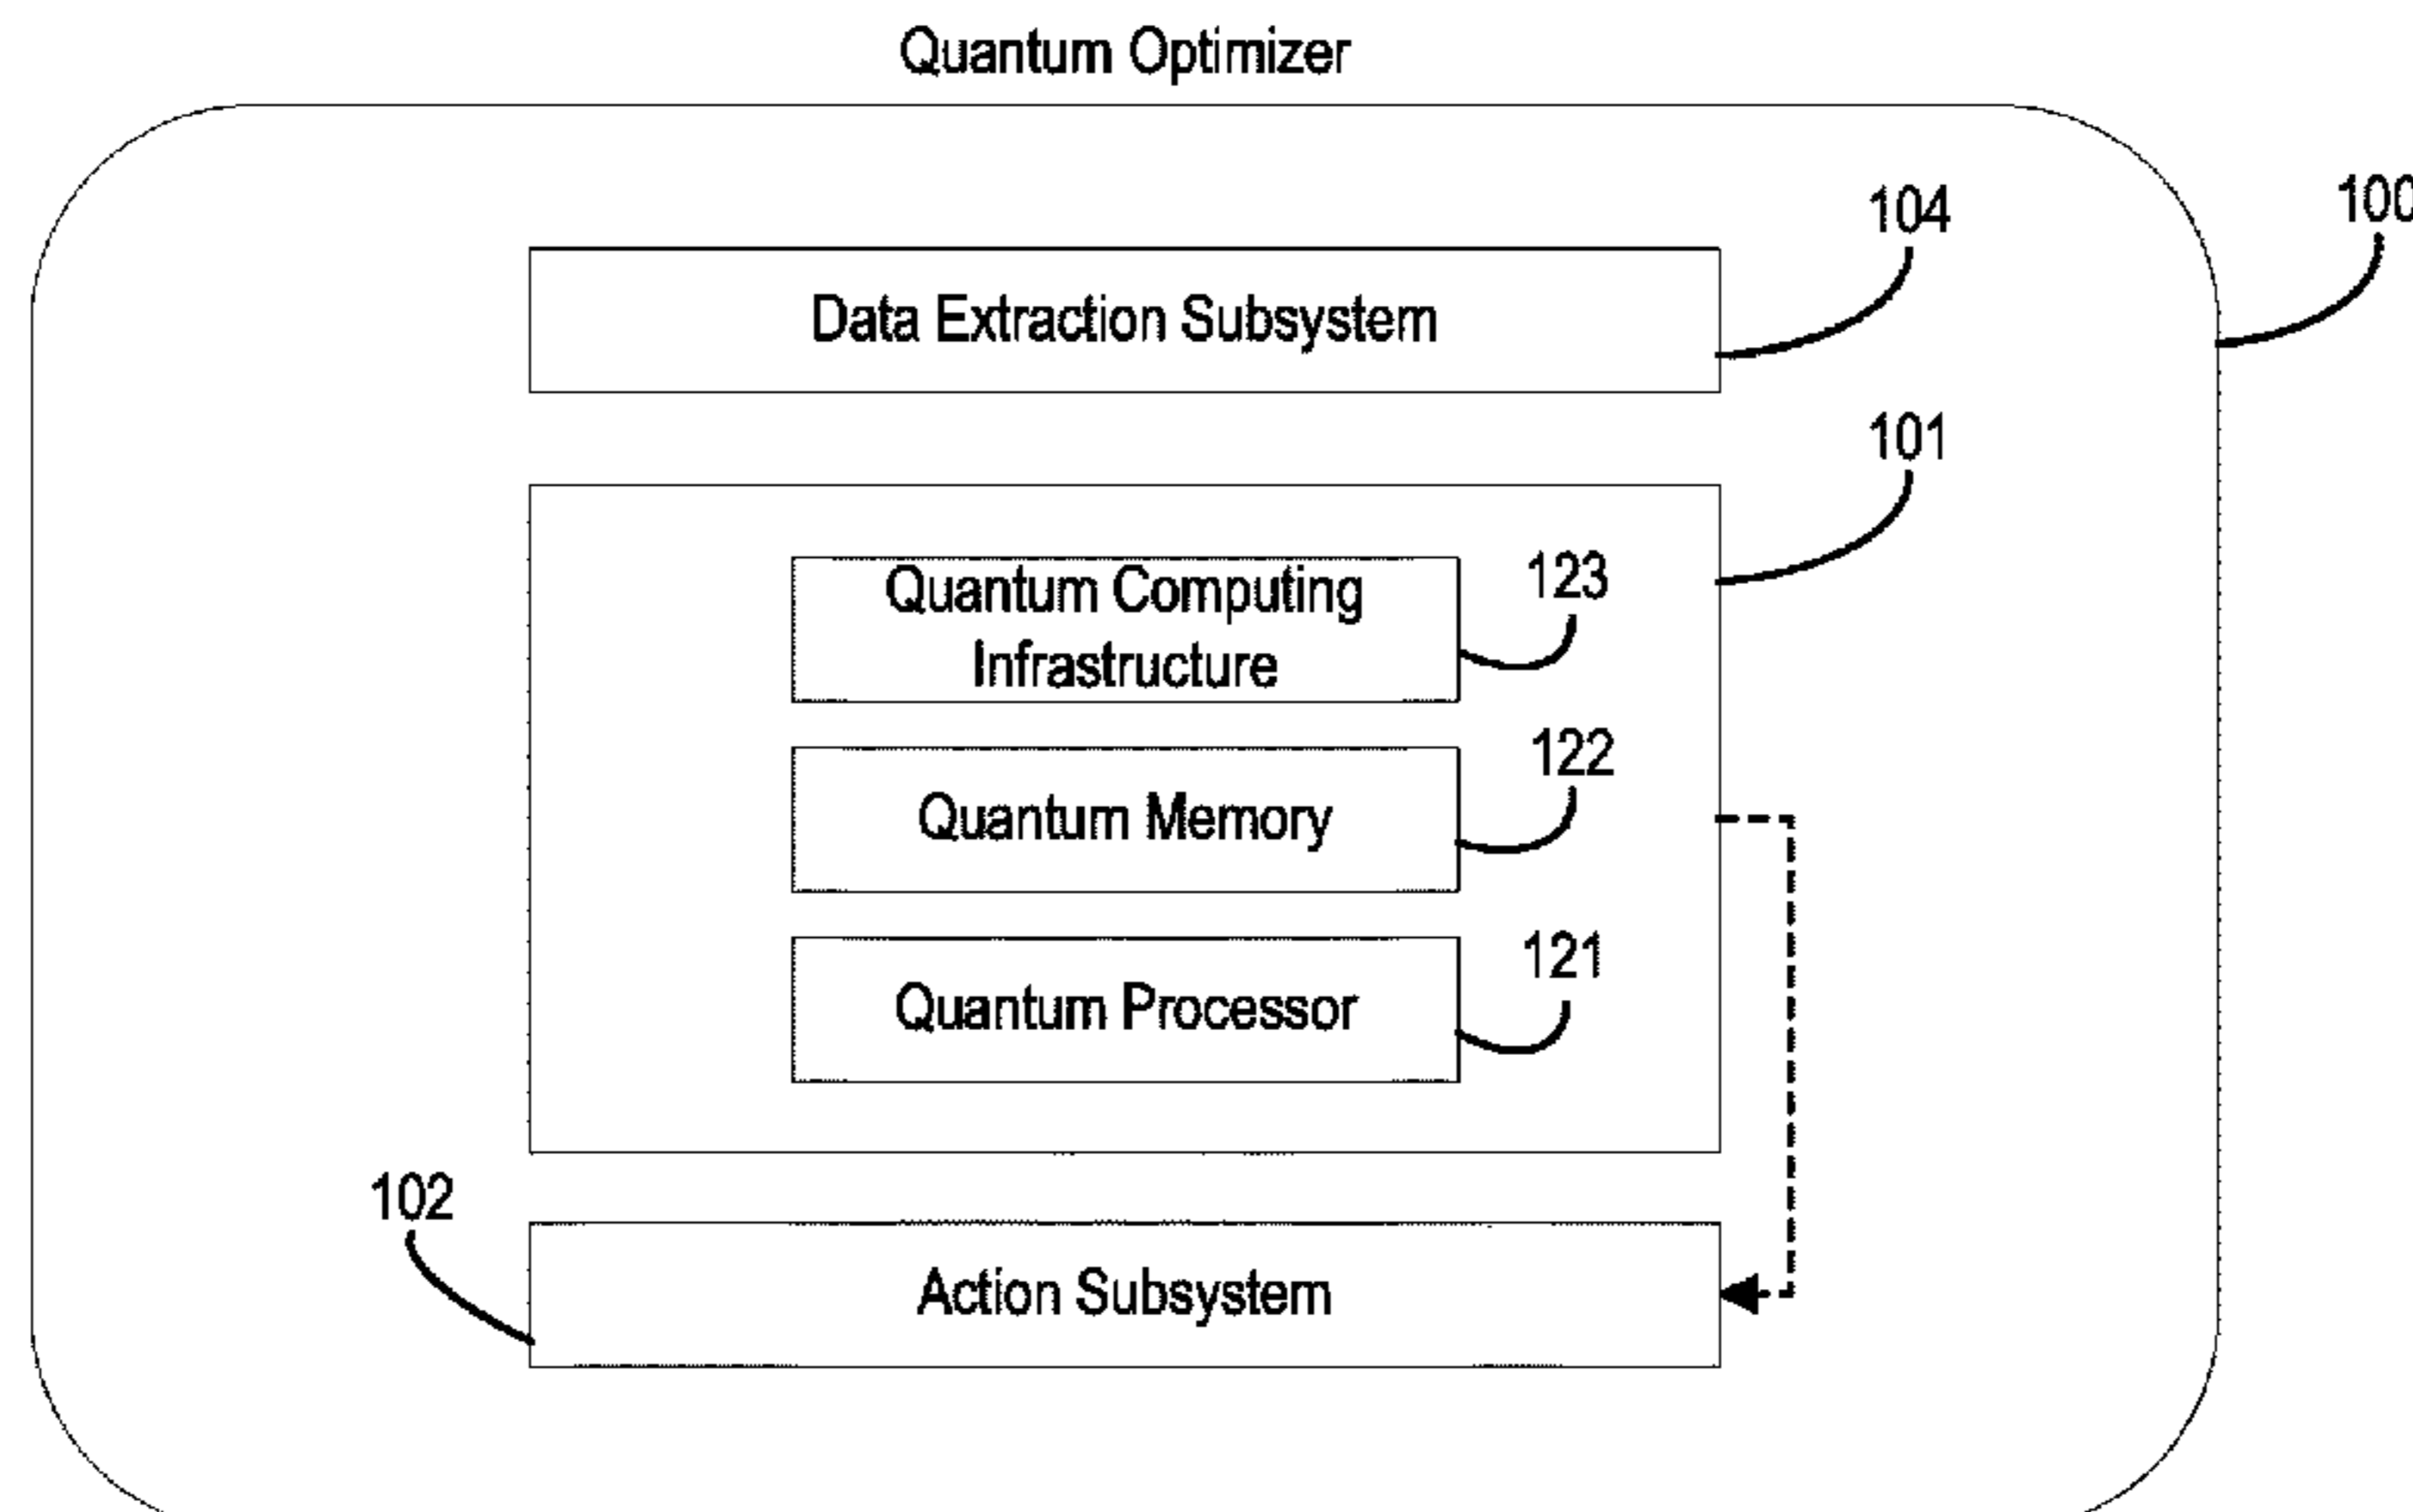 Quantum Optimizer
100
104
Data Extraction Subsystem
101
Quantum Computing
Infrastructure
123
122
Quantum Memory
121
Quantum Processor
102
Action Subsystem